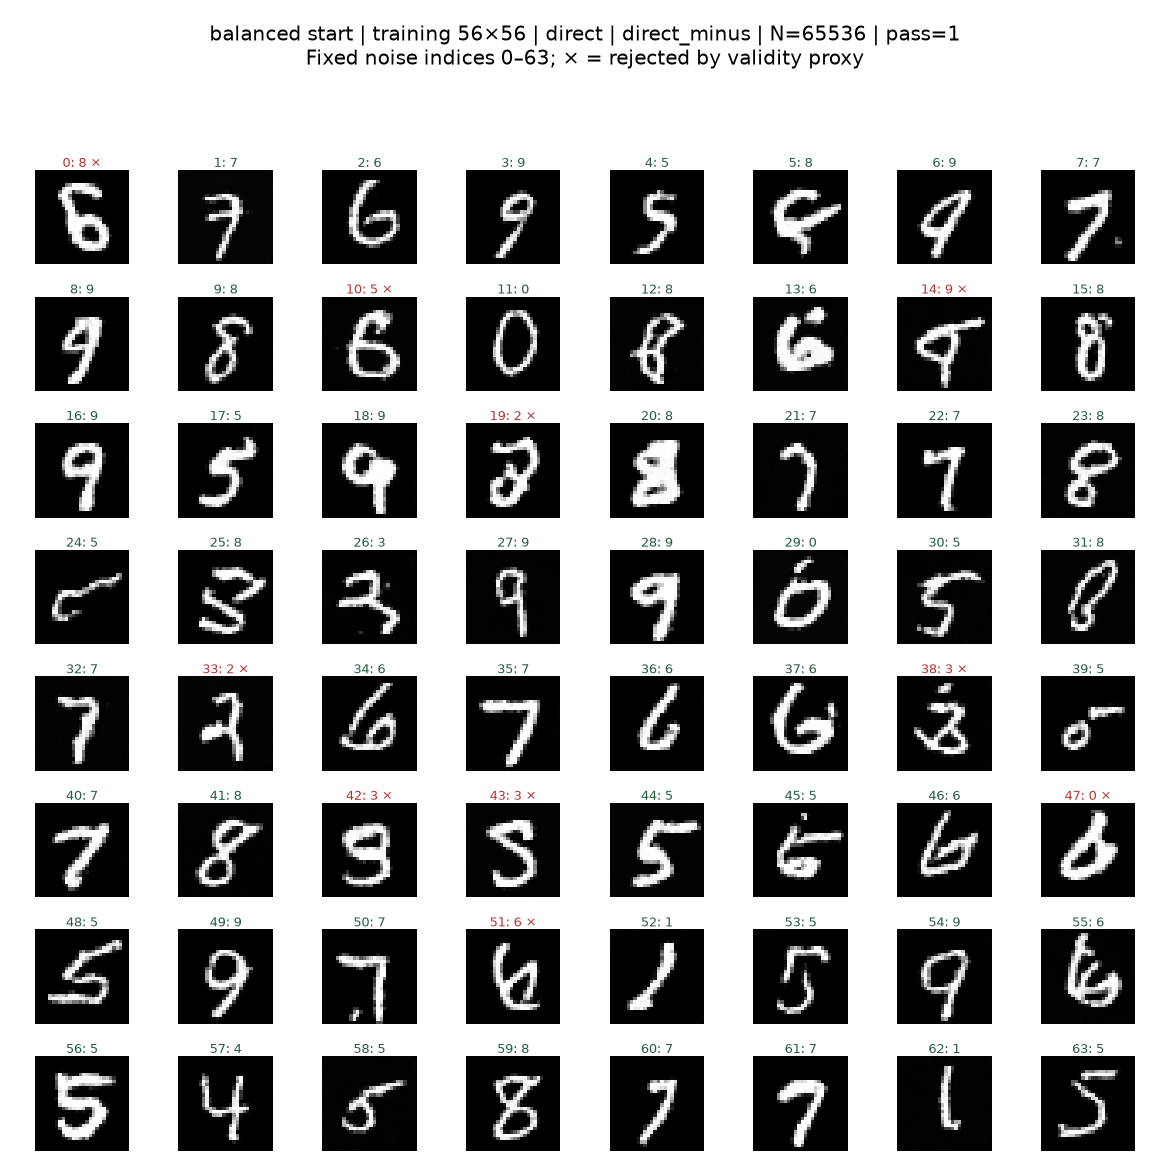 balanced start | training 56×56 | direct | direct_minus | N=65536 | pass=1
Fixed noise indices 0–63; × = rejected by validity proxy
0: 8 × 1: 7 2: 6 3: 9 4: 5 5: 8 6: 9 7: 7
8: 9 9: 8 10: 5 × 11: 0 12: 8 13: 6 14: 9 × 15: 8
16: 9 17: 5 18: 9 19: 2 × 20: 8 21: 7 22: 7 23: 8
24: 5 25: 8 26: 3 27: 9 28: 9 29: 0 30: 5 31: 8
32: 7 33: 2 × 34: 6 35: 7 36: 6 37: 6 38: 3 × 39: 5
40: 7 41: 8 42: 3 × 43: 3 × 44: 5 45: 5 46: 6 47: 0 ×
48: 5 49: 9 50: 7 51: 6 × 52: 1 53: 5 54: 9 55: 6
56: 5 57: 4 58: 5 59: 8 60: 7 61: 7 62: 1 63: 5